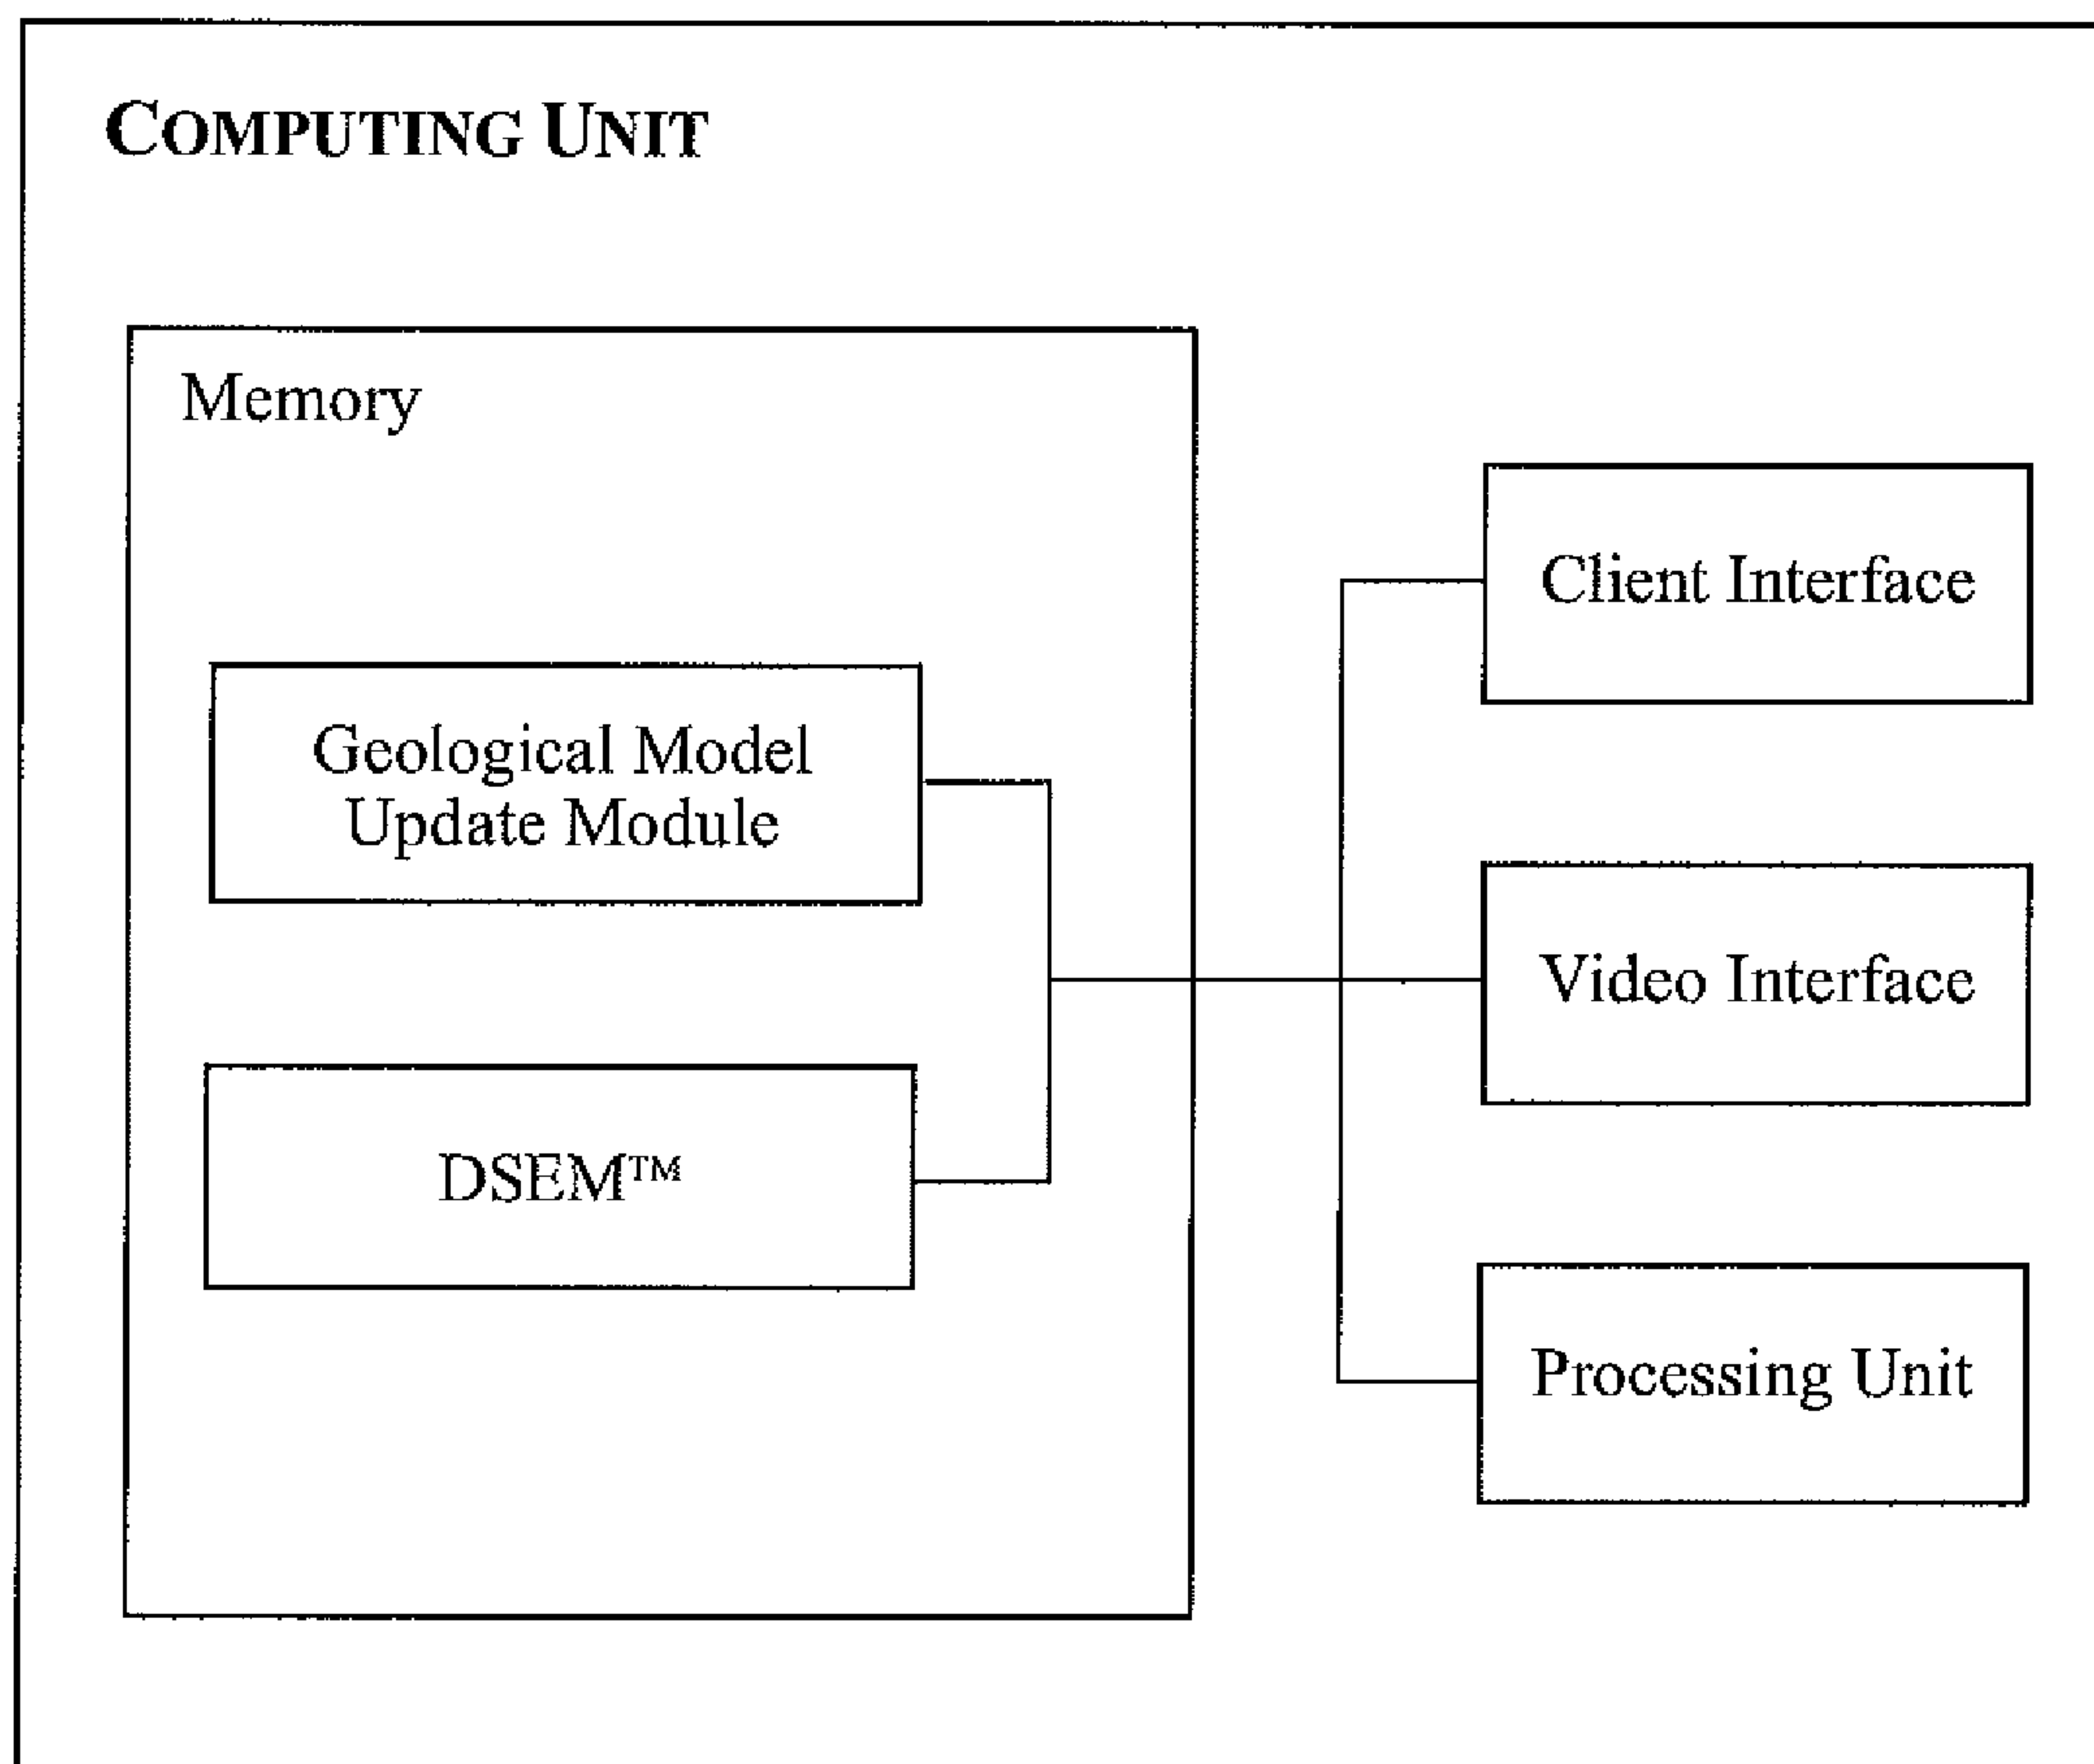 COMPUTING UNIT
Memory
Geological Model
Update Module
DSEM™
Client Interface
Video Interface
Processing Unit